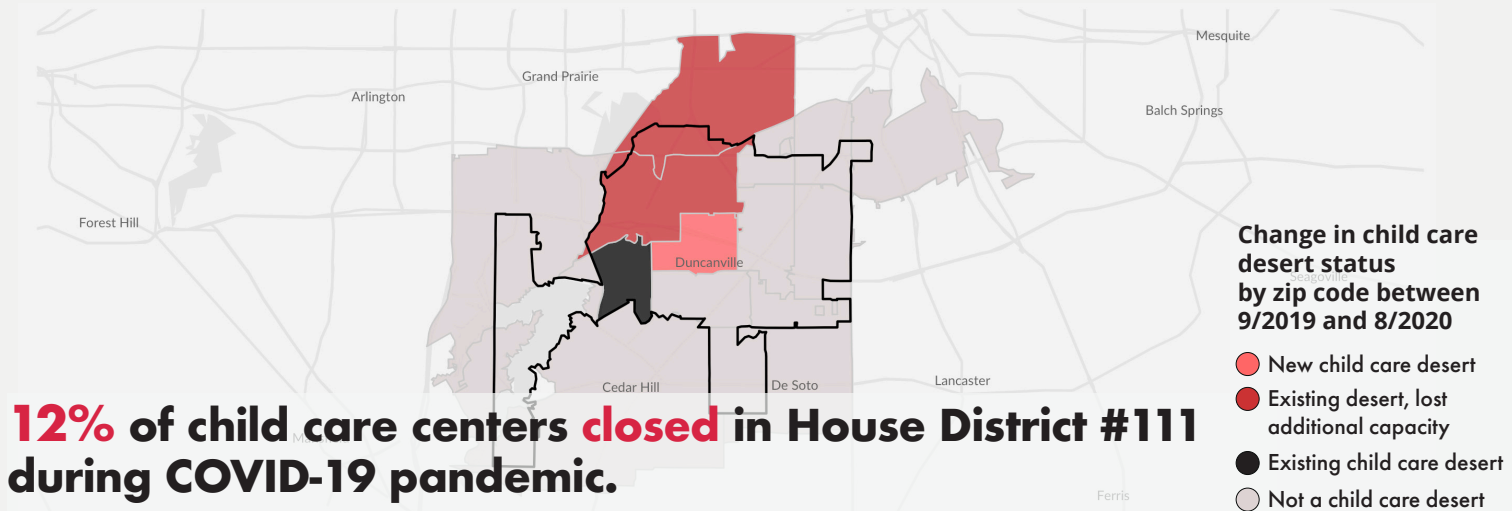 Mesquite
Grand Prairie
Arlington
Balch Springs
Forest Hill
Change in child care
desert status
by zip code between
9/2019 and 8/2020
Seagoville
Duncanville
New child care desert
Existing desert, lost
additional capacity
Existing child care desert
Not a child care desert
Cedar Hill
De Soto
Lancaster
12% of child care centers closed in House District #111
during COVID-19 pandemic.
Ferris